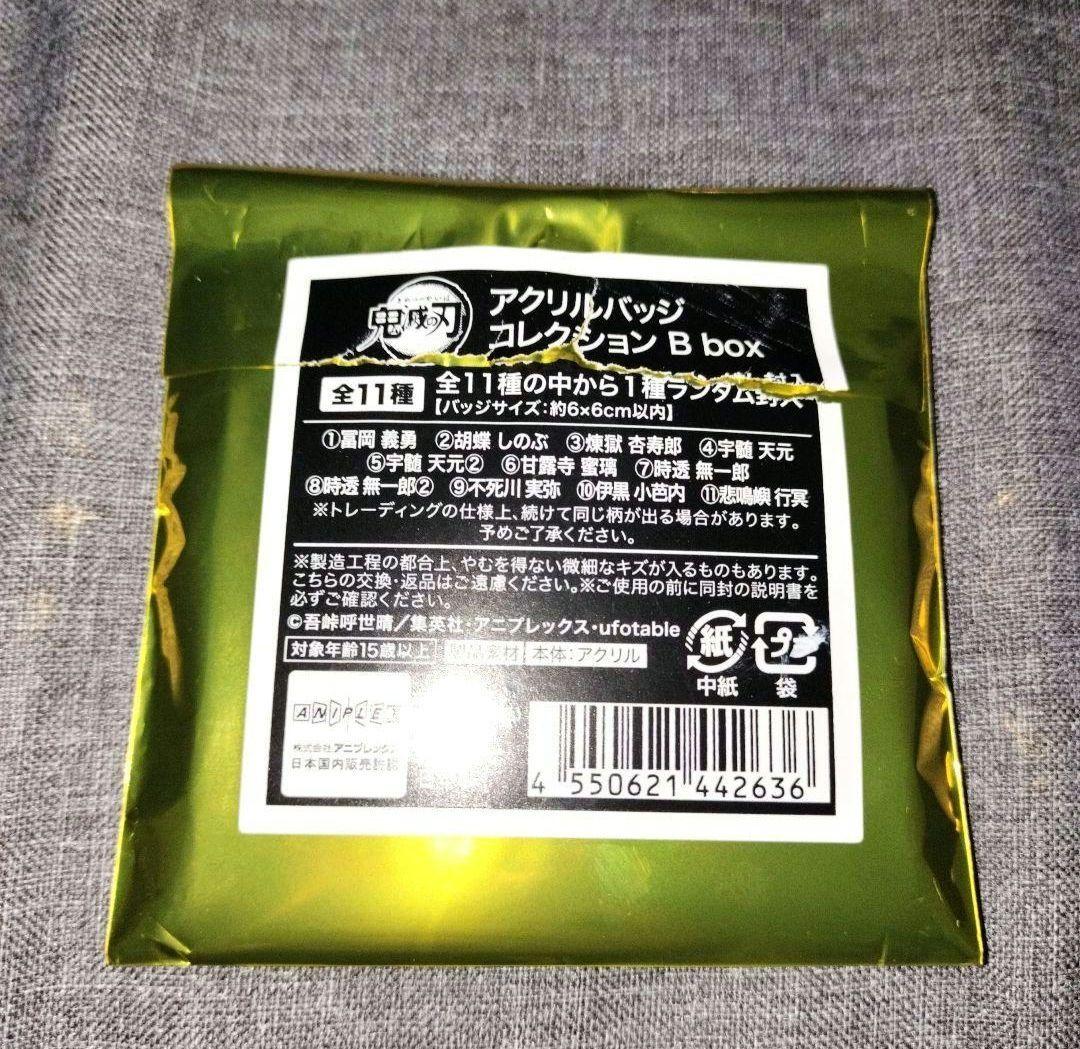 きめつのやいば
鬼滅の刃
アクリルバッジ
コレクション B box
全11種
全11種の中から1種ランダム封入
【バッジサイズ：約6×6cm以内】
①冨岡 義勇 ②胡蝶 しのぶ ③煉獄 杏寿郎 ④宇髄 天元
⑤宇髄 天元② ⑥甘露寺 蜜璃 ⑦時透 無一郎
⑧時透 無一郎② ⑨不死川 実弥 ⑩伊黒 小芭内 ⑪悲鳴嶼 行冥
※トレーディングの仕様上、続けて同じ柄が出る場合があります。
予めご了承ください。
※製造工程の都合上、やむを得ない微細なキズが入るものもあります。
こちらの交換・返品はご遠慮ください。※ご使用の前に同封の説明書を
必ずご確認ください。
©吾峠呼世晴／集英社・アニプレックス・ufotable
対象年齢15歳以上 製品素材 本体：アクリル
紙 プラ
中紙 袋
ANIPLEX
株式会社アニプレックス
日本国内販売許諾
4 550621 442636